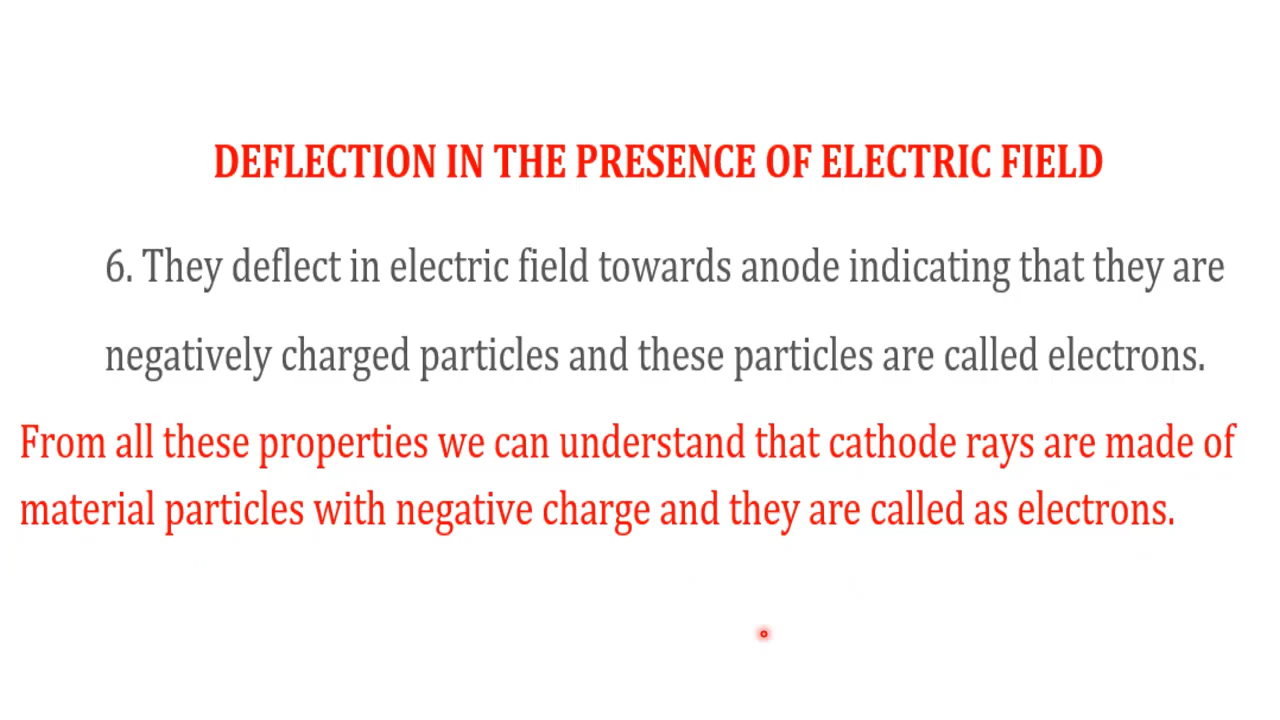 DEFLECTION IN THE PRESENCE OF ELECTRIC FIELD
6. They deflect in electric field towards anode indicating that they are
negatively charged particles and these particles are called electrons.
From all these properties we can understand that cathode rays are made of
material particles with negative charge and they are called as electrons.